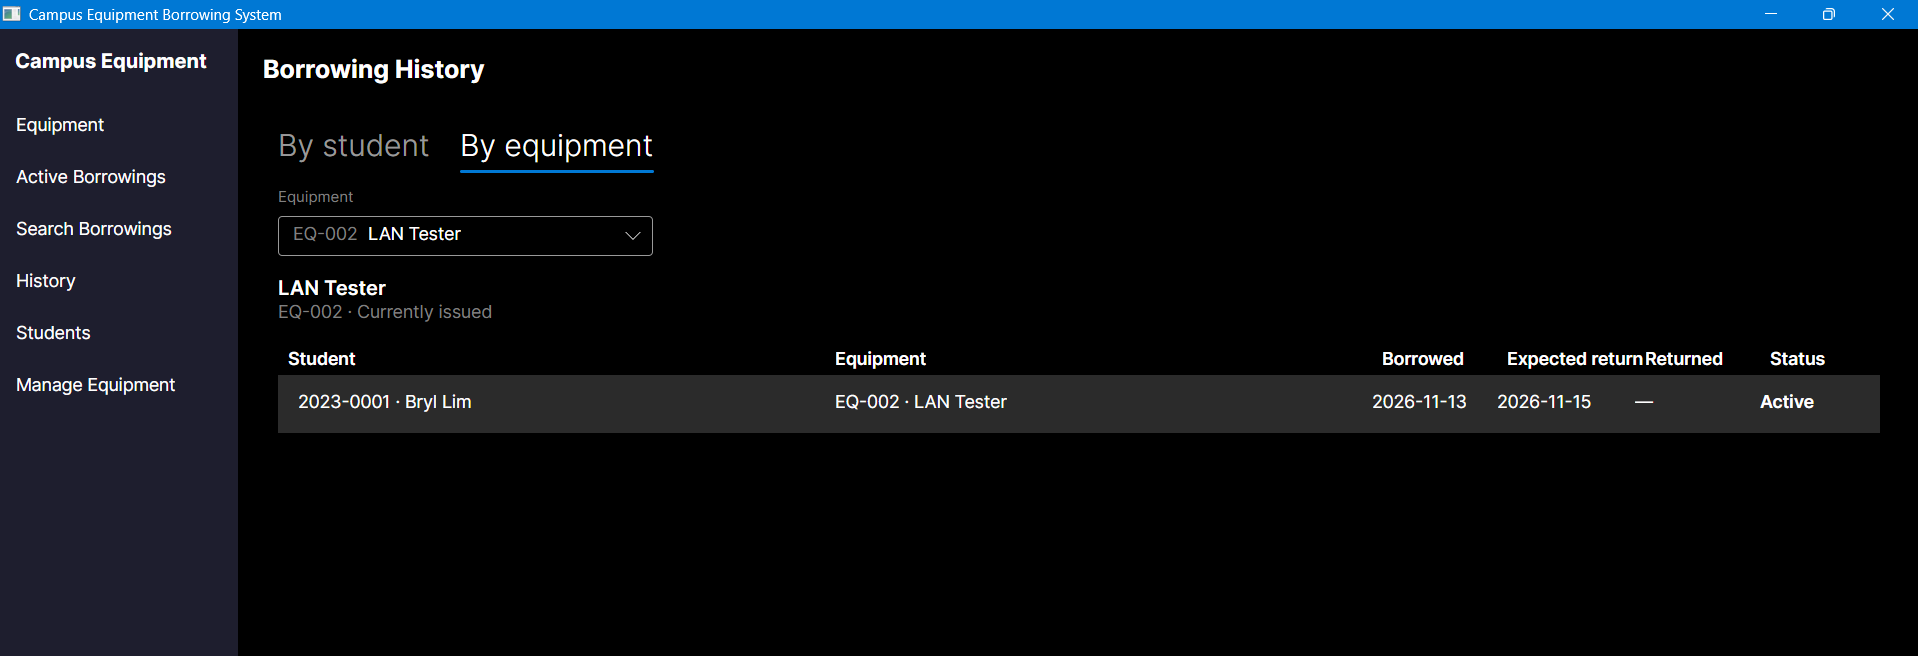 Campus Equipment Borrowing System
Campus Equipment
Equipment
Active Borrowings
Search Borrowings
History
Students
Manage Equipment
Borrowing History
By student By equipment
Equipment
EQ-002 LAN Tester
LAN Tester
EQ-002 · Currently issued
Student Equipment Borrowed Expected return Returned Status
2023-0001 · Bryl Lim EQ-002 · LAN Tester 2026-11-13 2026-11-15 — Active